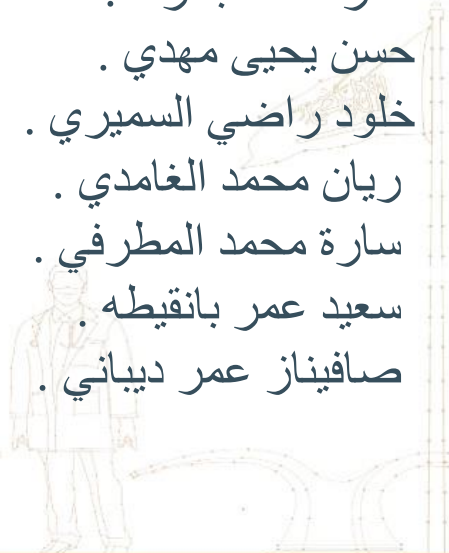 حسن يحيى مهدي .
خلود راضي السميري .
ريان محمد الغامدي .
سارة محمد المطرفي .
سعيد عمر بانقيطه .
صافيناز عمر ديباني .